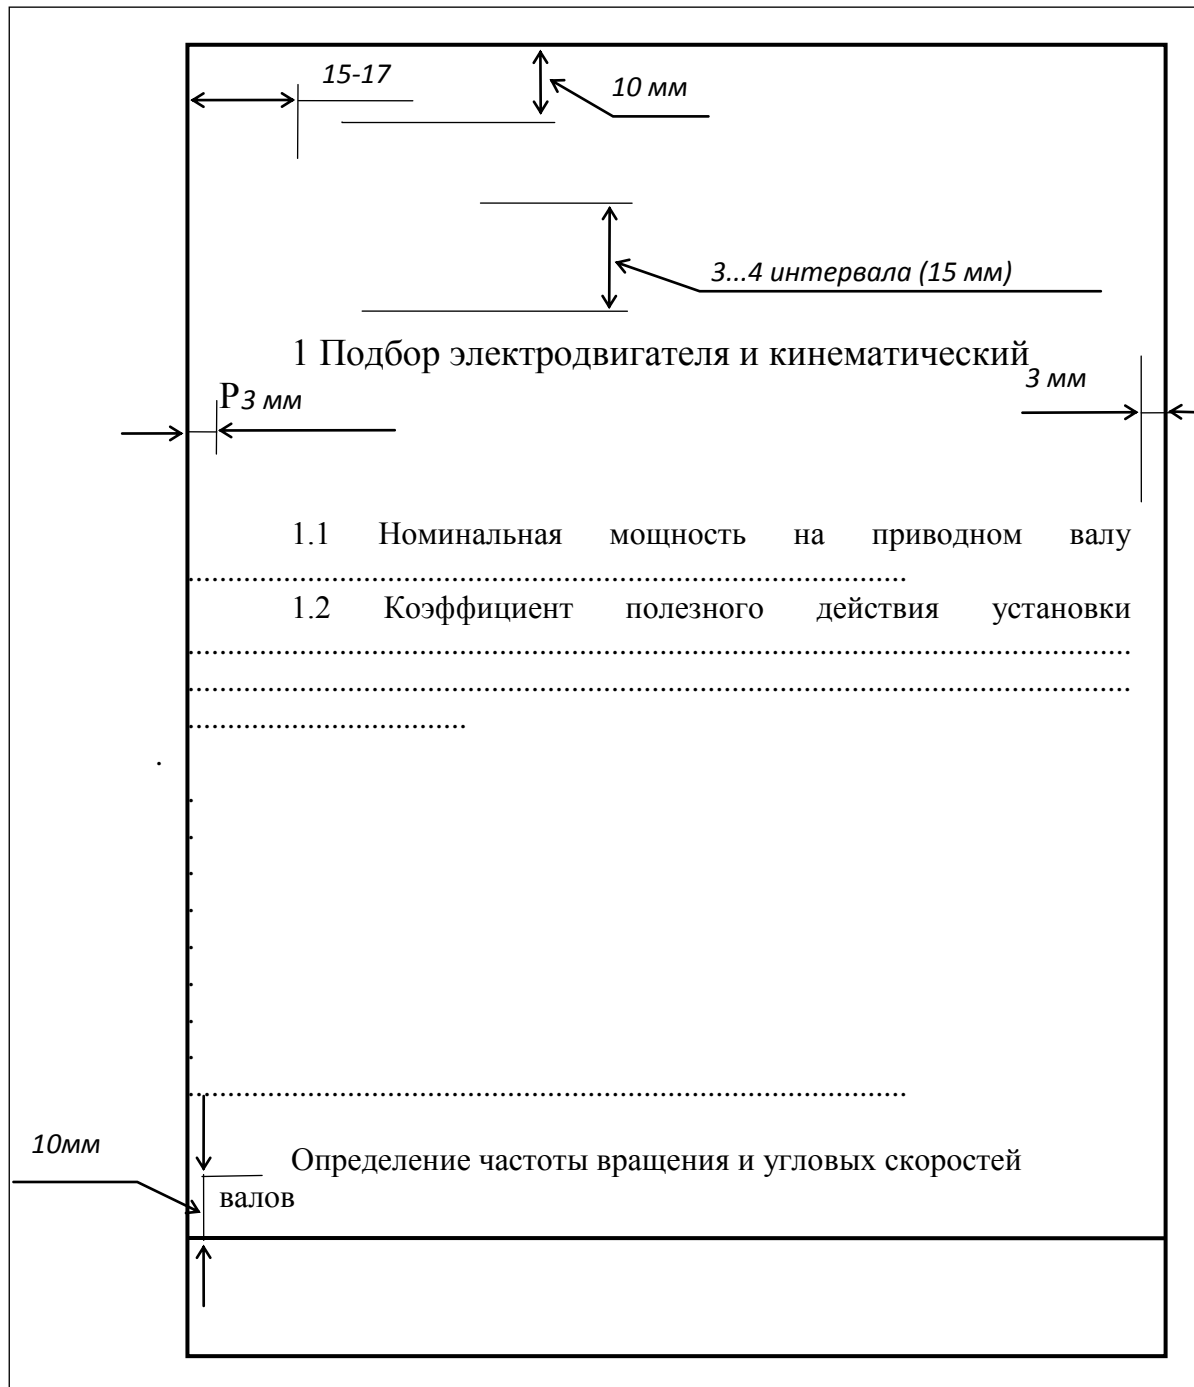 15-17
10 мм
3...4 интервала (15 мм)
1 Подбор электродвигателя и кинематический
Р
3 мм
3 мм
1.1 Номинальная мощность на приводном валу
............................................................................................
1.2 Коэффициент полезного действия установки
.........................................................................................................................
.........................................................................................................................
....................................
.
.
.
.
.
.
.
.
.
............................................................................................
10мм
Определение частоты вращения и угловых скоростей
валов